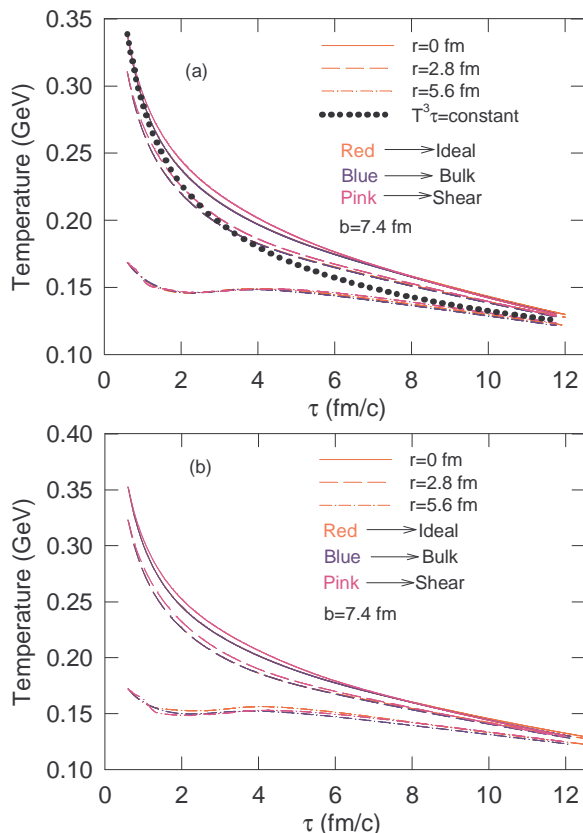 0.35
0.30
0.25
0.20
0.15
0.10
Temperature (GeV)
(a)
r=0 fm
r=2.8 fm
r=5.6 fm
T³τ=constant
Red Ideal
Blue Bulk
Pink Shear
b=7.4 fm
0 2 4 6 8 10 12
τ (fm/c)
0.40
0.35
0.30
0.25
0.20
0.15
0.10
Temperature (GeV)
(b)
r=0 fm
r=2.8 fm
r=5.6 fm
Red Ideal
Blue Bulk
Pink Shear
b=7.4 fm
0 2 4 6 8 10 12
τ (fm/c)